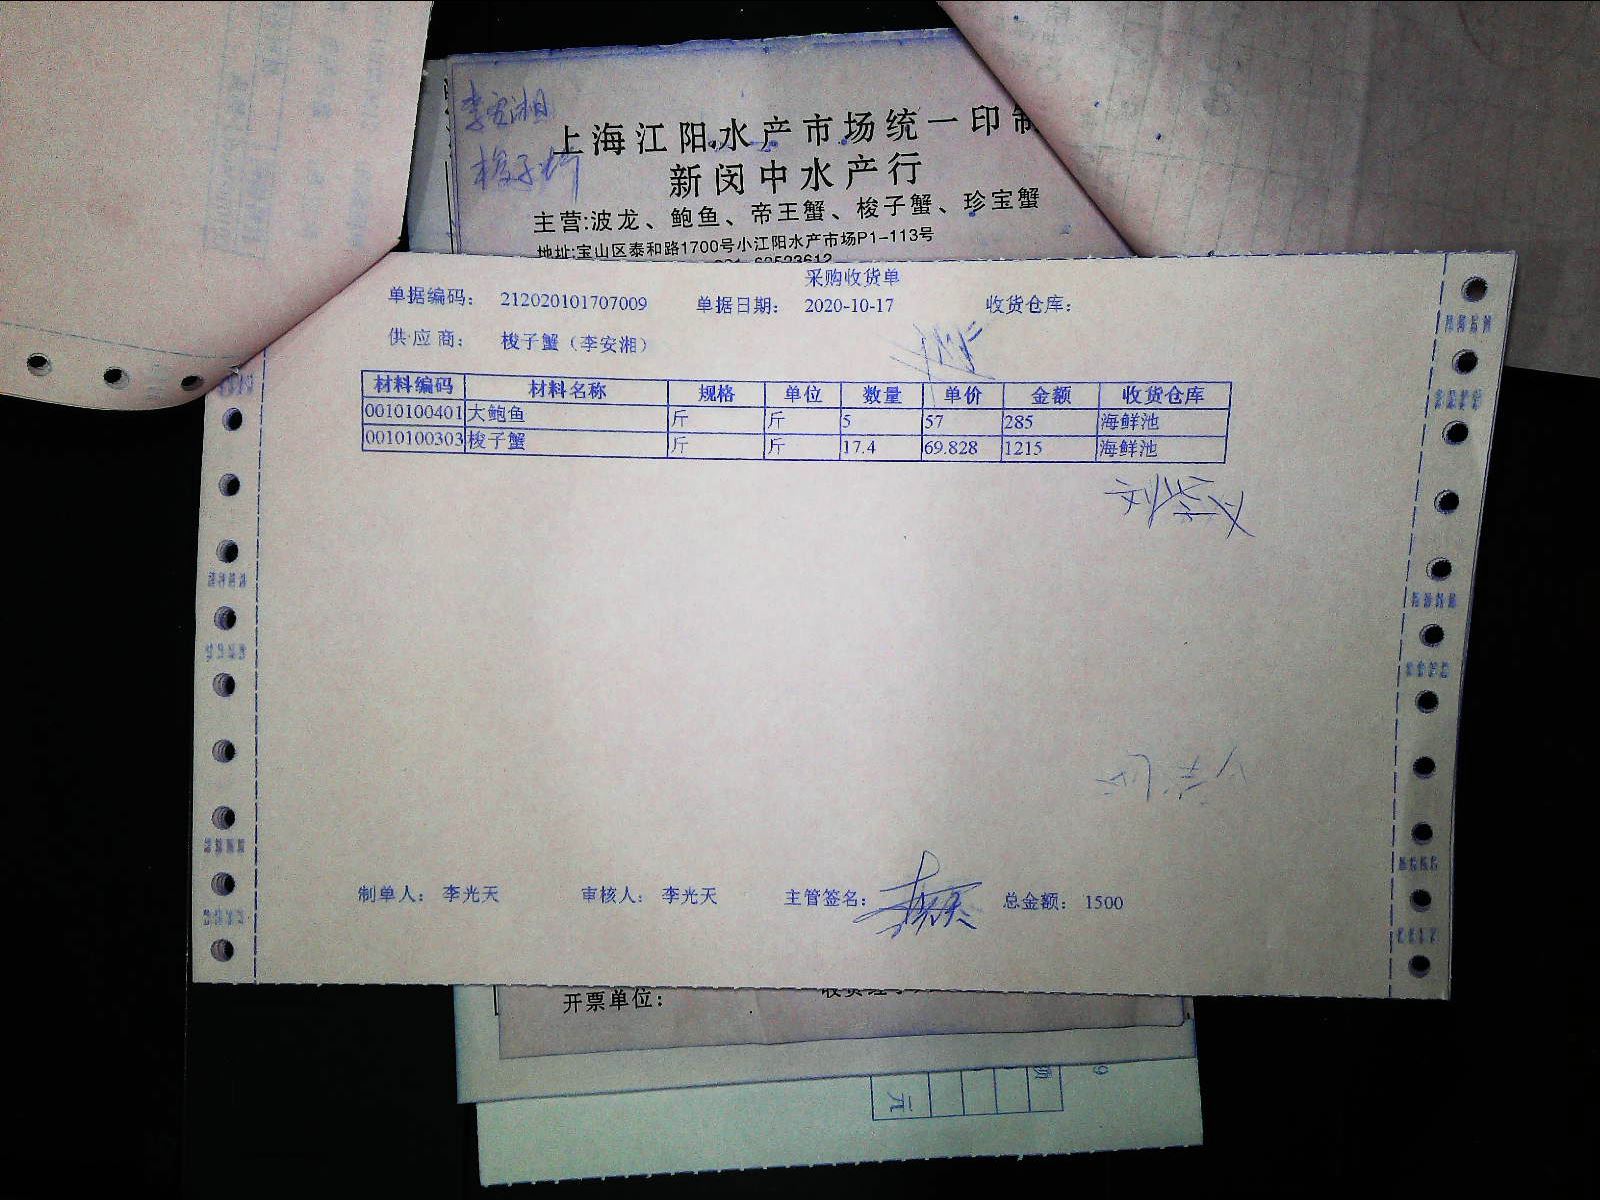 李安湘
梭子蟹
上海江阳水产市场统一印制
新闵中水产行
主营:波龙、鲍鱼、帝王蟹、梭子蟹、珍宝蟹
地址:宝山区泰和路1700号小江阳水产市场P1-113号
采购收货单
单据编码: 212020101707009 单据日期: 2020-10-17 收货仓库:
供应商: 梭子蟹（李安湘）
材料编码 材料名称 规格 单位 数量 单价 金额 收货仓库
0010100401 大鲍鱼 斤 斤 5 57 285 海鲜池
0010100303 梭子蟹 斤 斤 17.4 69.828 1215 海鲜池
制单人: 李光天 审核人: 李光天 主管签名: 总金额: 1500
开票单位:
元